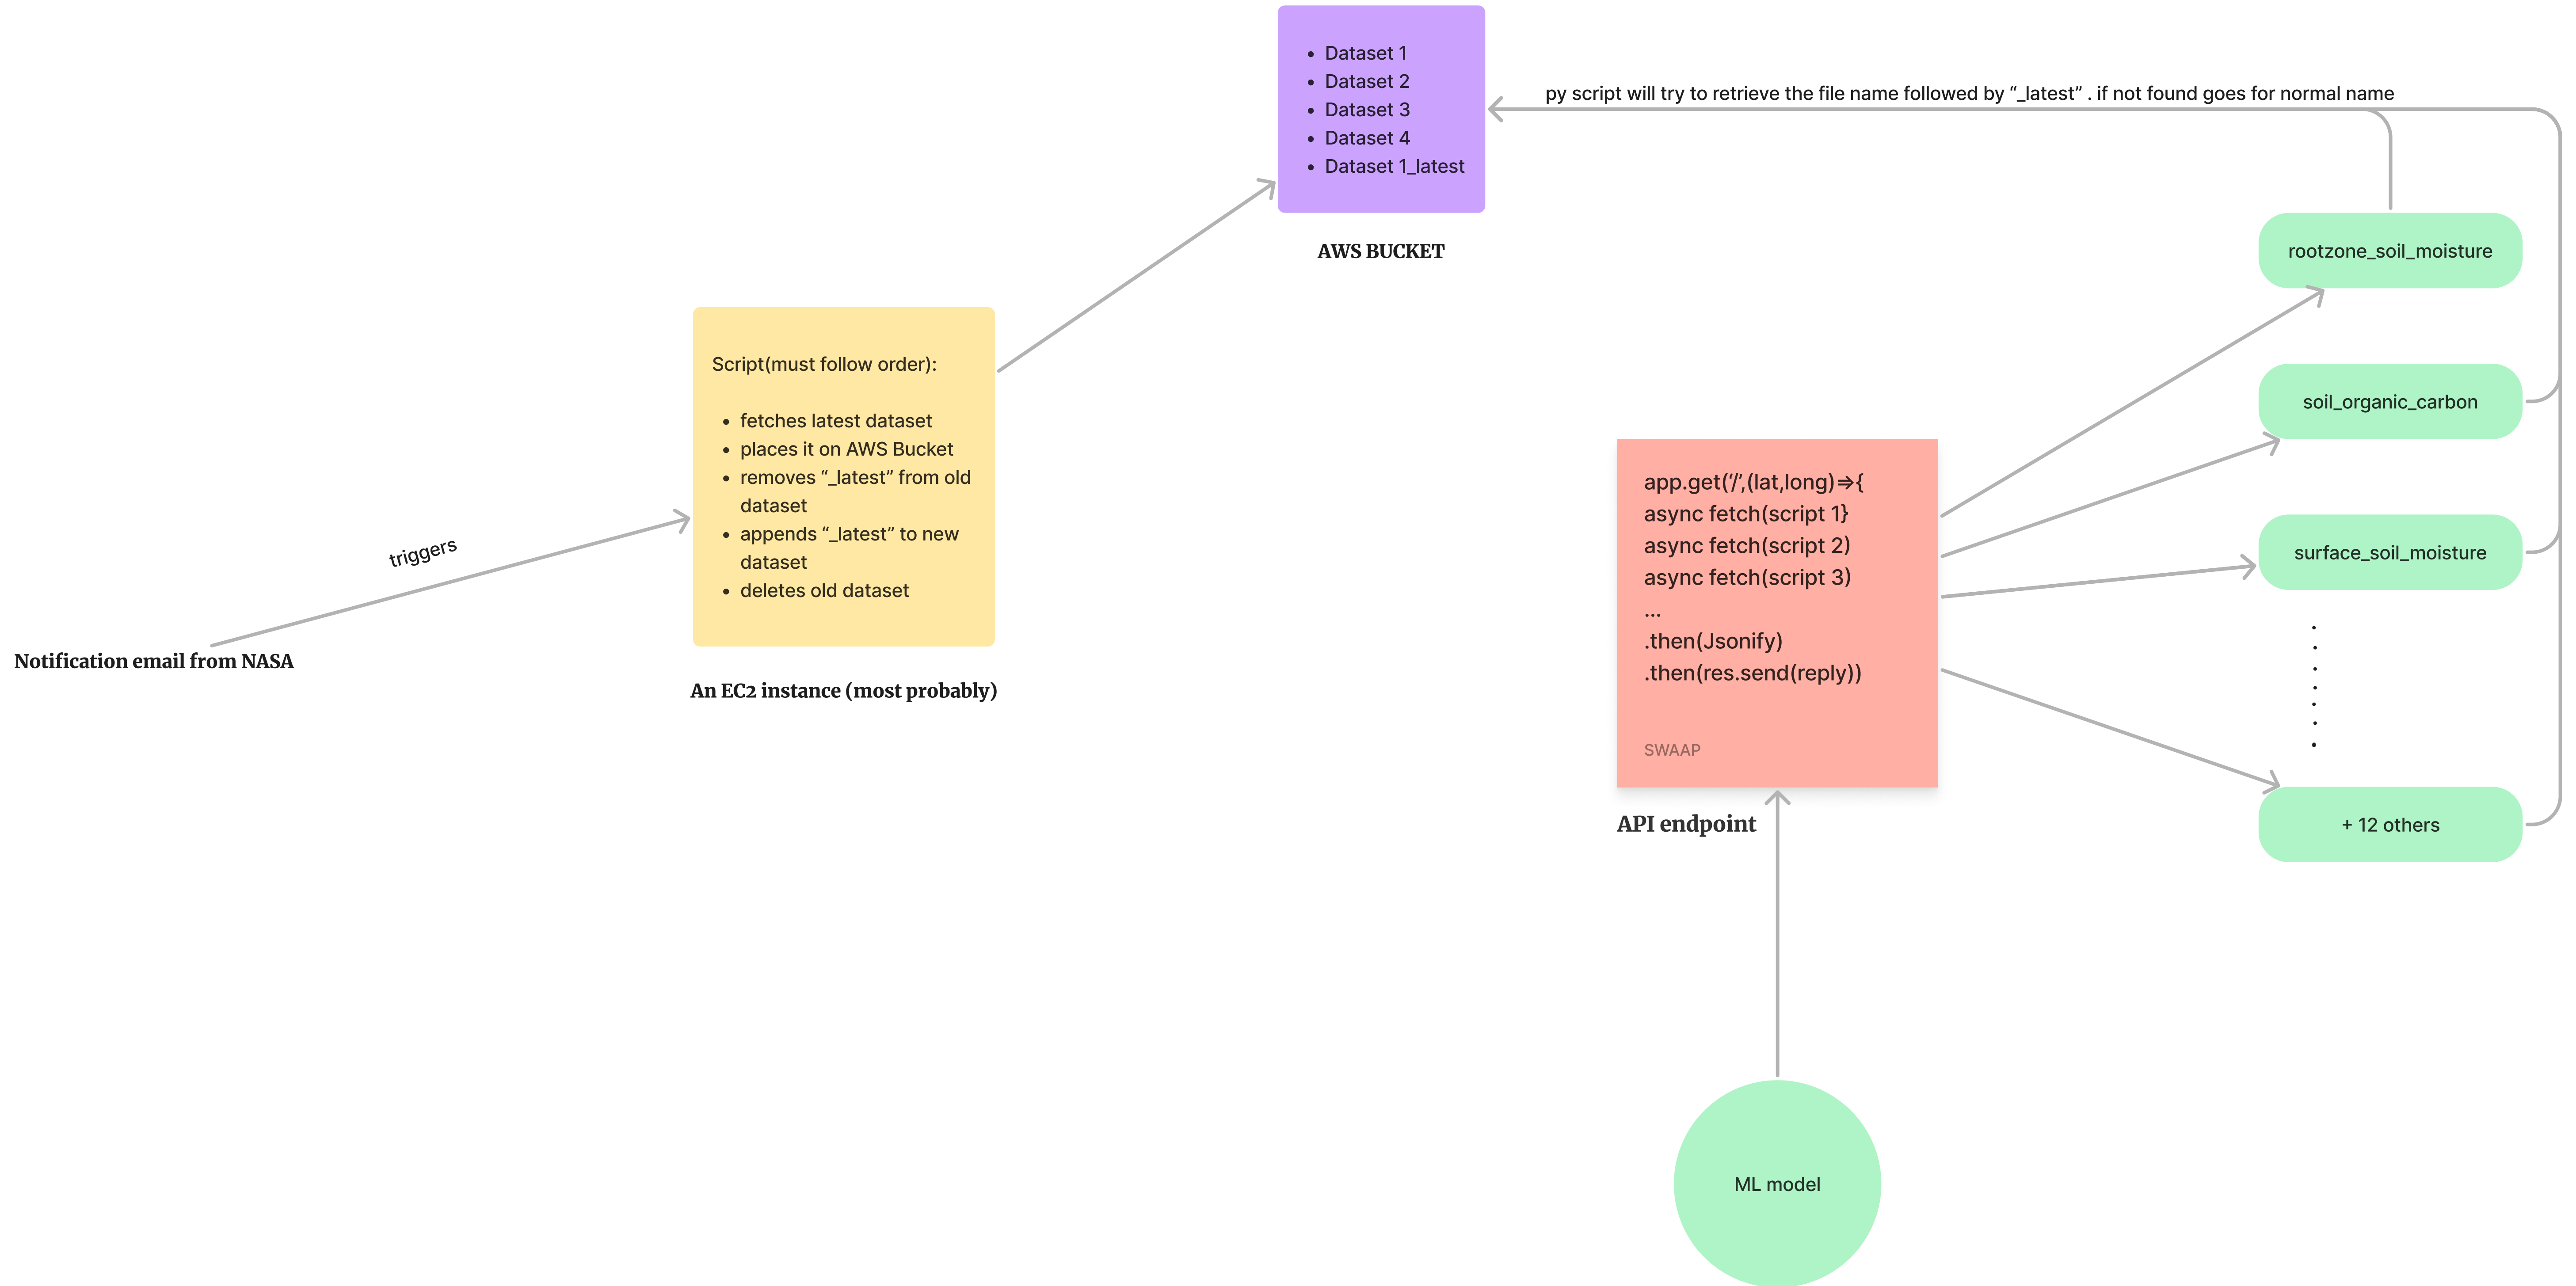 Dataset 1
Dataset 2
Dataset 3
Dataset 4
Dataset 1_latest
AWS BUCKET
py script will try to retrieve the file name followed by “_latest” . if not found goes for normal name
rootzone_soil_moisture
soil_organic_carbon
surface_soil_moisture
+ 12 others
Script(must follow order):
fetches latest dataset
places it on AWS Bucket
removes “_latest” from old
dataset
appends “_latest” to new
dataset
deletes old dataset
An EC2 instance (most probably)
triggers
Notification email from NASA
app.get(‘/’,(lat,long)=>{
async fetch(script 1}
async fetch(script 2)
async fetch(script 3)
...
.then(Jsonify)
.then(res.send(reply))
SWAAP
API endpoint
ML model